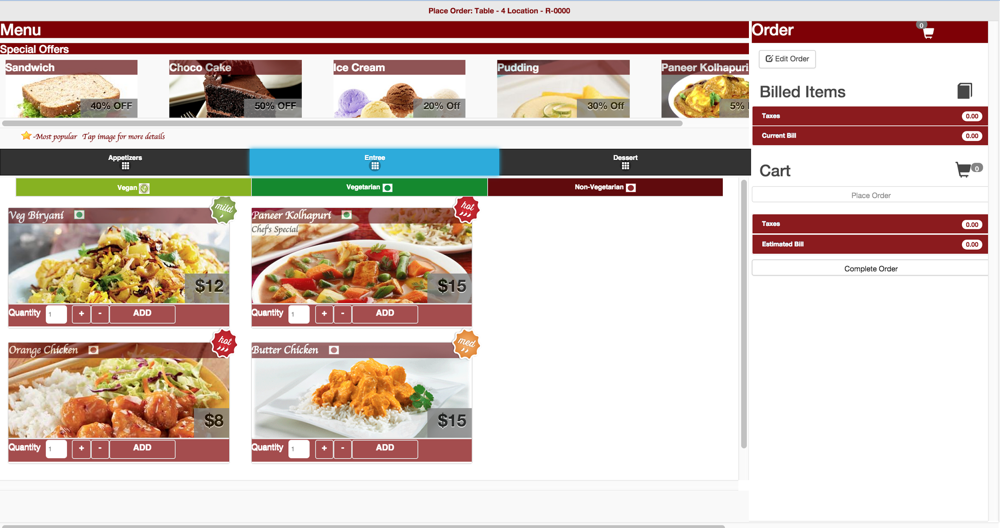 Place Order: Table - 4 Location - R-0000
Menu
Special Offers
Sandwich
40% OFF
Choco Cake
50% OFF
Ice Cream
20% Off
Pudding
30% Off
Paneer Kolhapuri
5%
-Most popular Tap image for more details
Appetizers
Entree
Dessert
Vegan
Vegetarian
Non-Vegetarian
Veg Biryani
mild
$12
Quantity 1 + - ADD
Paneer Kolhapuri
hot
Chef's Special
$15
Quantity 1 + - ADD
Orange Chicken
hot
$8
Quantity 1 + - ADD
Butter Chicken
med
$15
Quantity 1 + - ADD
Order
0
Edit Order
Billed Items
Taxes 0.00
Current Bill 0.00
Cart
0
Place Order
Taxes 0.00
Estimated Bill 0.00
Complete Order